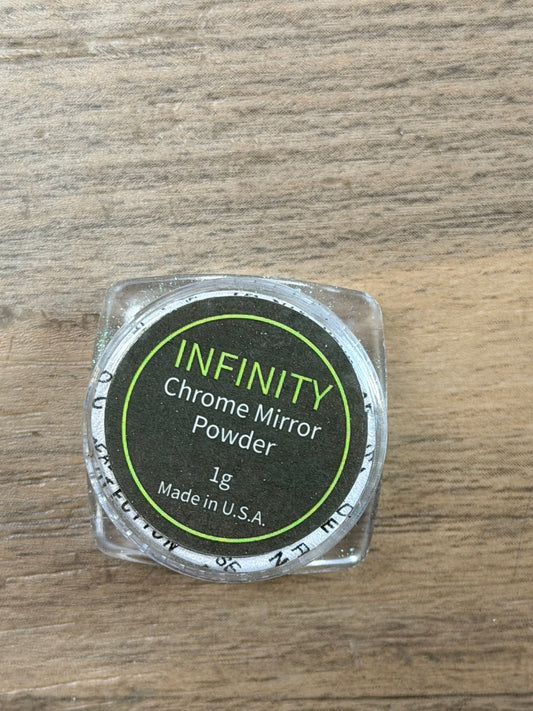 INFINITY
Chrome Mirror
Powder
1g
Made in U.S.A.